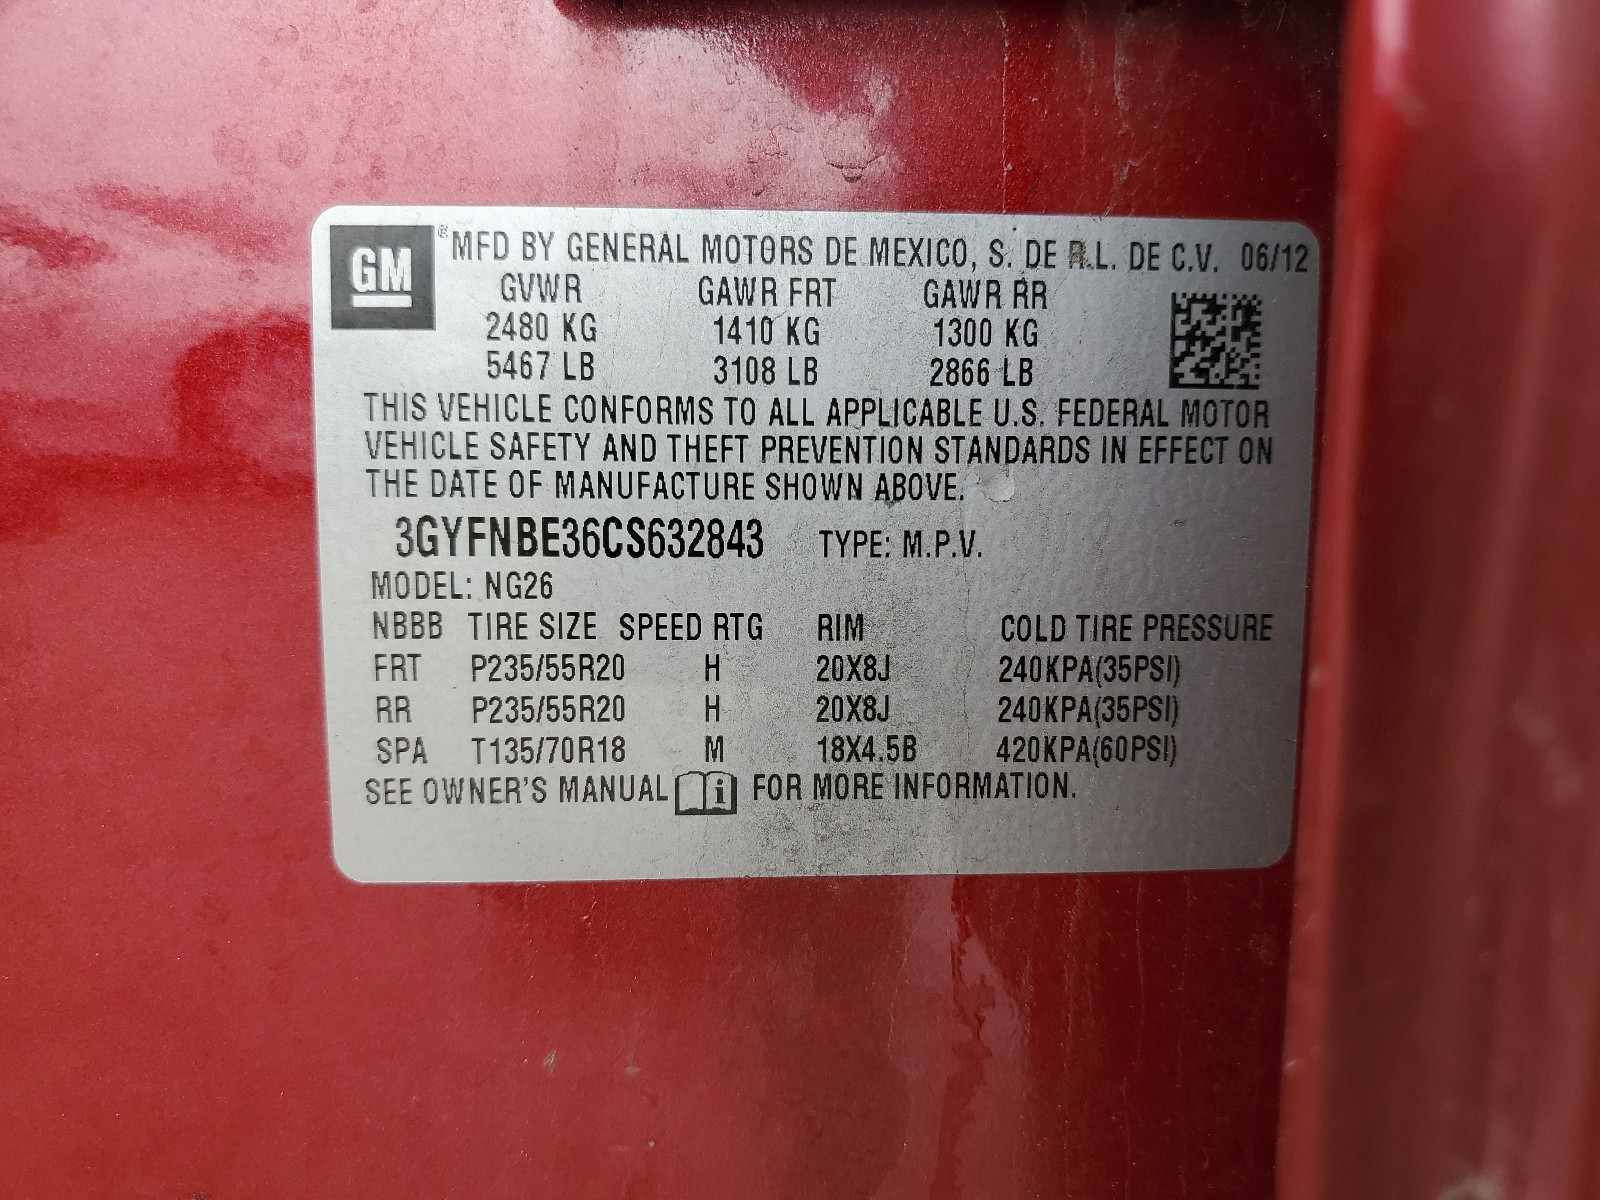 GM ® MFD BY GENERAL MOTORS DE MEXICO, S. DE R.L. DE C.V. 06/12
GVWR GAWR FRT GAWR RR
2480 KG 1410 KG 1300 KG
5467 LB 3108 LB 2866 LB
THIS VEHICLE CONFORMS TO ALL APPLICABLE U.S. FEDERAL MOTOR
VEHICLE SAFETY AND THEFT PREVENTION STANDARDS IN EFFECT ON
THE DATE OF MANUFACTURE SHOWN ABOVE.
3GYFNBE36CS632843 TYPE: M.P.V.
MODEL: NG26
NBBB TIRE SIZE SPEED RTG RIM COLD TIRE PRESSURE
FRT P235/55R20 H 20X8J 240KPA(35PSI)
RR P235/55R20 H 20X8J 240KPA(35PSI)
SPA T135/70R18 M 18X4.5B 420KPA(60PSI)
SEE OWNER'S MANUAL i FOR MORE INFORMATION.